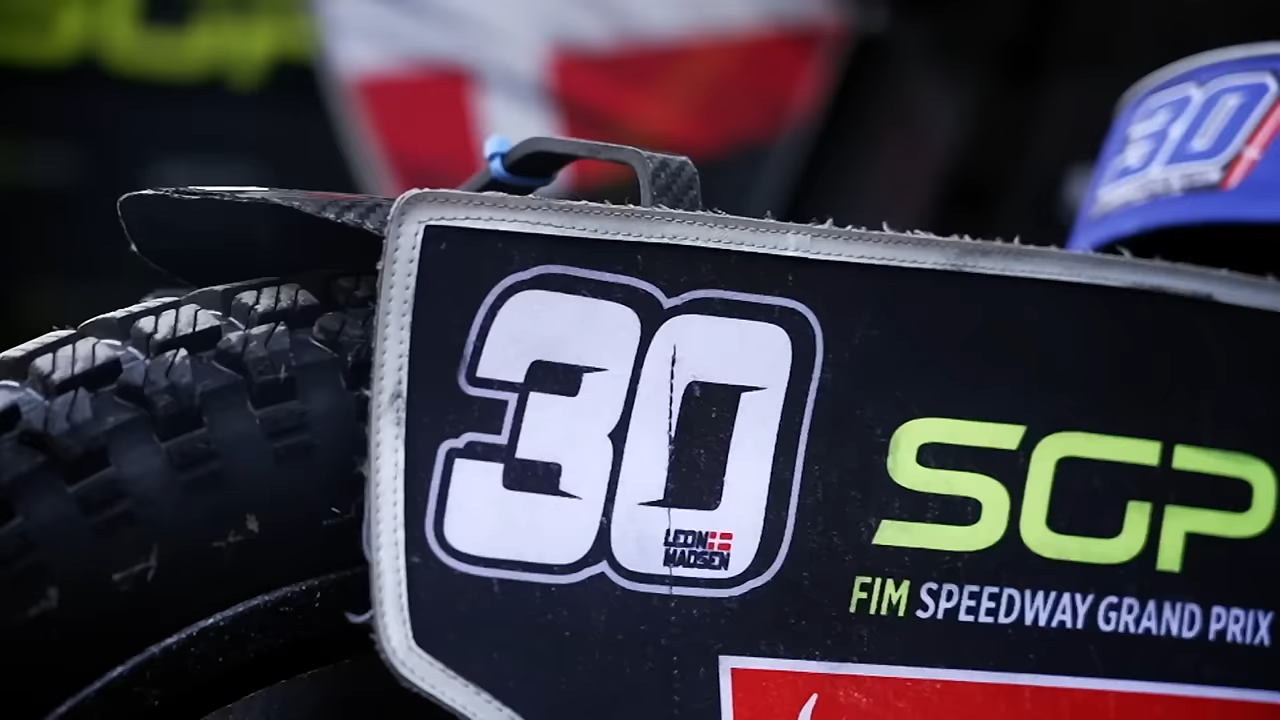 30
30
LEON
MADSEN
SGP
FIM SPEEDWAY GRAND PRIX